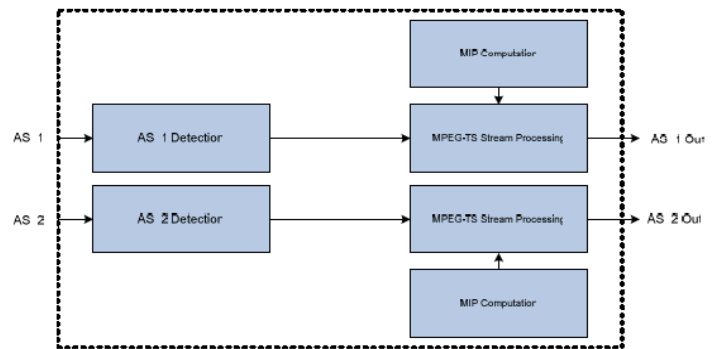 MIP Computation
AS 1
AS 1 Detection
MPEG-TS Stream Processing
AS 1 Out
AS 2
AS 2 Detection
MPEG-TS Stream Processing
AS 2 Out
MIP Computation